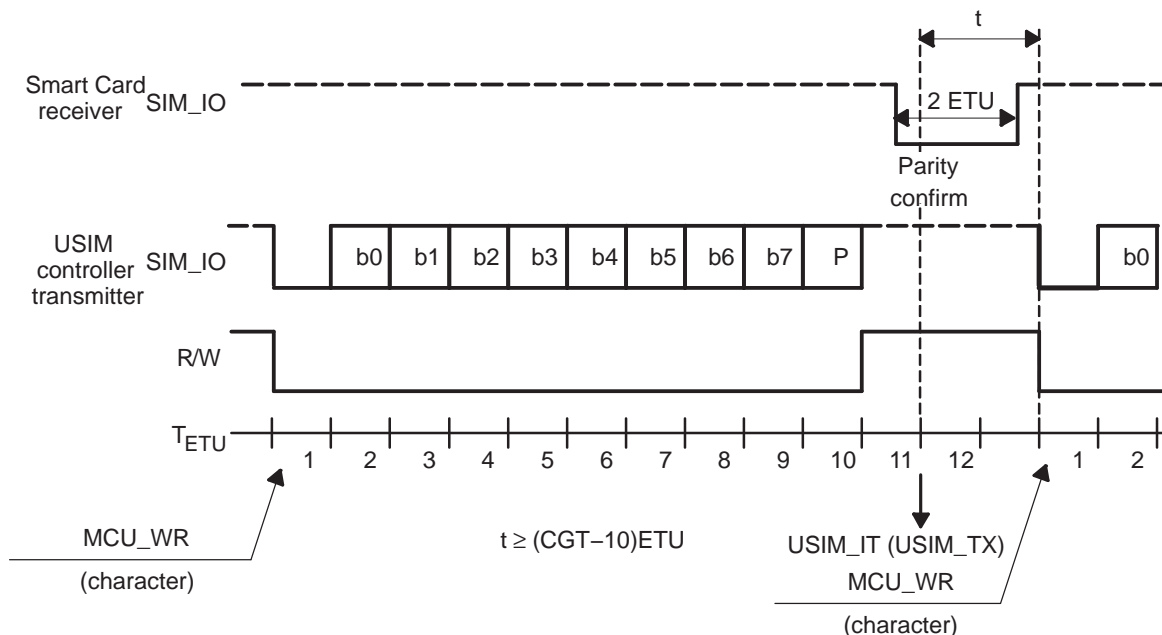 t
Smart Card
receiver
SIM_IO
2 ETU
Parity
confirm
USIM
controller
transmitter
SIM_IO
b0 b1 b2 b3 b4 b5 b6 b7 P b0
R/W
TETU
1 2 3 4 5 6 7 8 9 10 11 12 1 2
MCU_WR
(character)
t ≥ (CGT−10)ETU
USIM_IT (USIM_TX)
MCU_WR
(character)